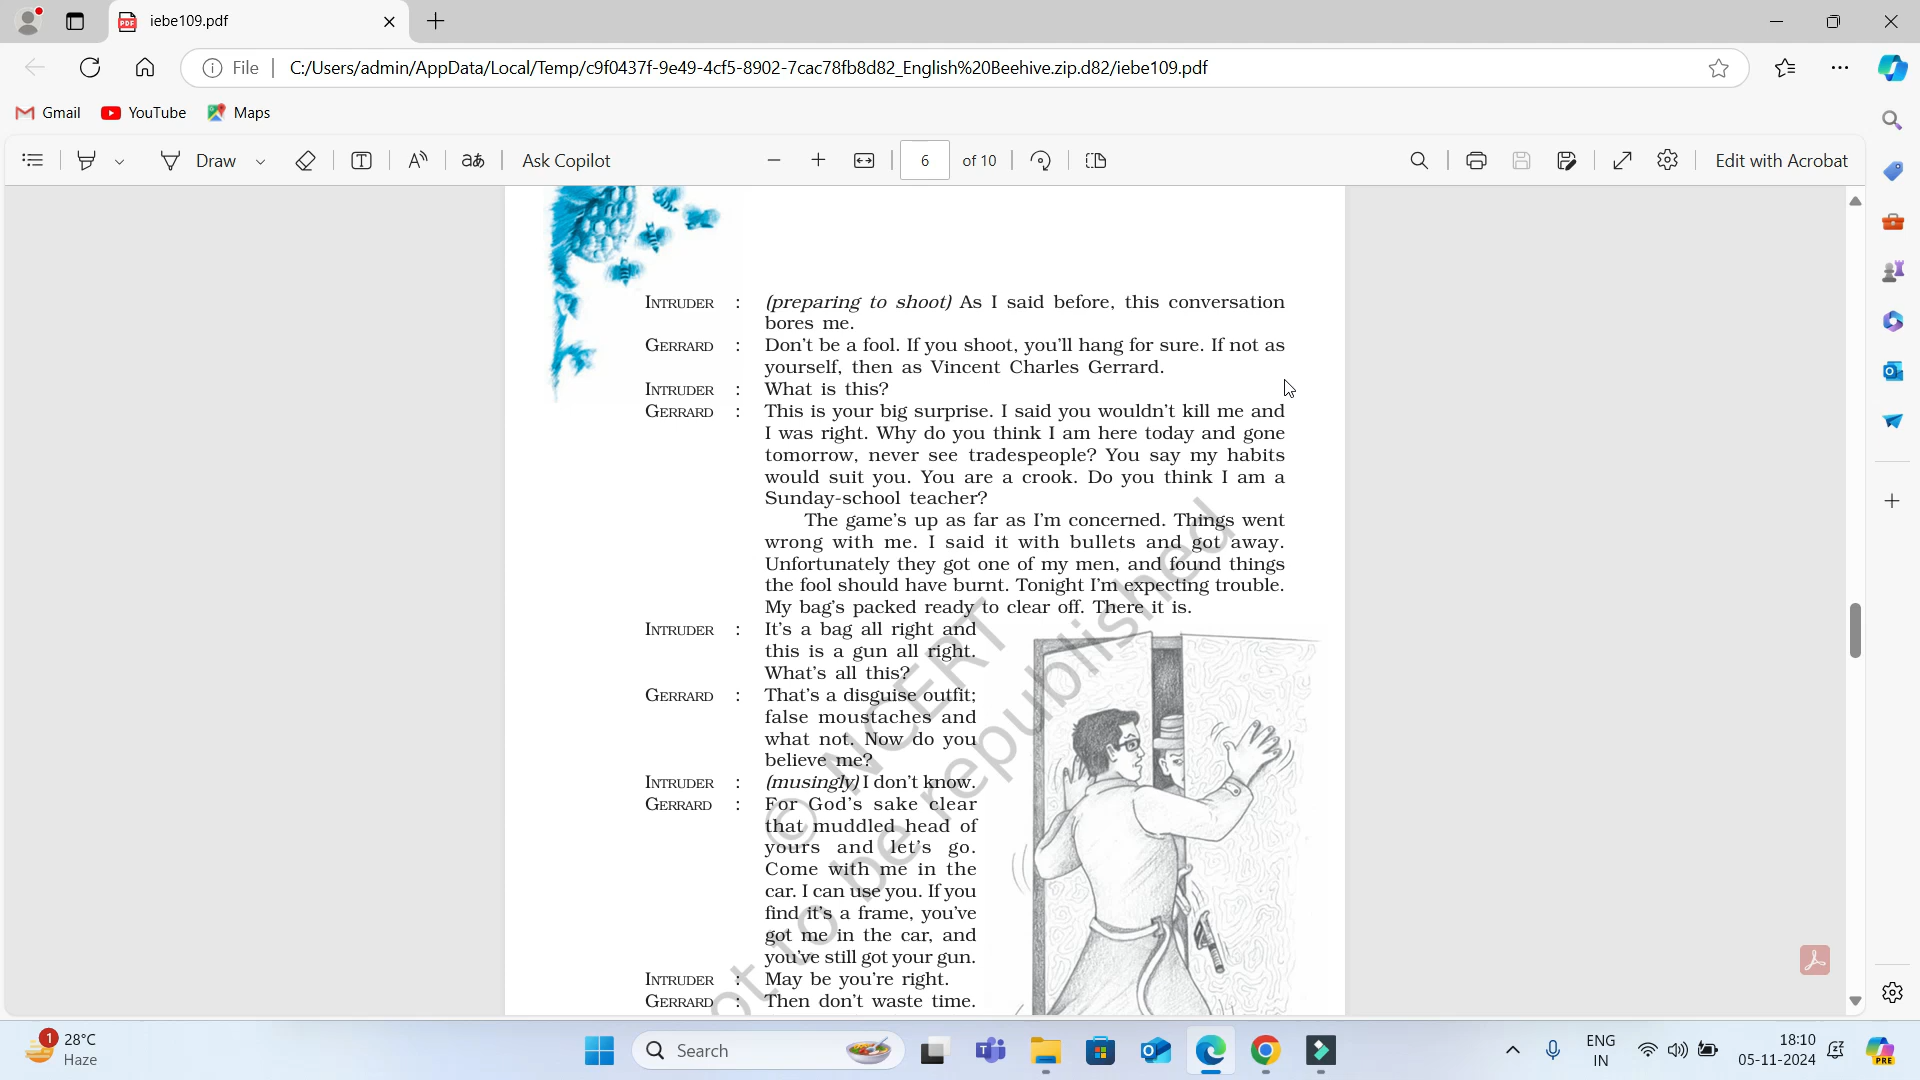 iebe109.pdf
File
C:/Users/admin/AppData/Local/Temp/c9f0437f-9e49-4cf5-8902-7cac78fb8d82_English%20Beehive.zip.d82/iebe109.pdf
Gmail YouTube Maps
Draw aあ Ask Copilot 6 of 10 Edit with Acrobat
INTRUDER : (preparing to shoot) As I said before, this conversation
bores me.
GERRARD : Don't be a fool. If you shoot, you'll hang for sure. If not as
yourself, then as Vincent Charles Gerrard.
INTRUDER : What is this?
GERRARD : This is your big surprise. I said you wouldn't kill me and
I was right. Why do you think I am here today and gone
tomorrow, never see tradespeople? You say my habits
would suit you. You are a crook. Do you think I am a
Sunday-school teacher?
The game's up as far as I'm concerned. Things went
wrong with me. I said it with bullets and got away.
Unfortunately they got one of my men, and found things
the fool should have burnt. Tonight I'm expecting trouble.
My bag's packed ready to clear off. There it is.
INTRUDER : It's a bag all right and
this is a gun all right.
What's all this?
GERRARD : That's a disguise outfit;
false moustaches and
what not. Now do you
believe me?
INTRUDER : (musingly) I don't know.
GERRARD : For God's sake clear
that muddled head of
yours and let's go.
Come with me in the
car. I can use you. If you
find it's a frame, you've
got me in the car, and
you've still got your gun.
INTRUDER : May be you're right.
GERRARD : Then don't waste time.
© NCERT
not to be republished
1 28°C
Haze
Search
ENG
IN
18:10
05-11-2024
PRE